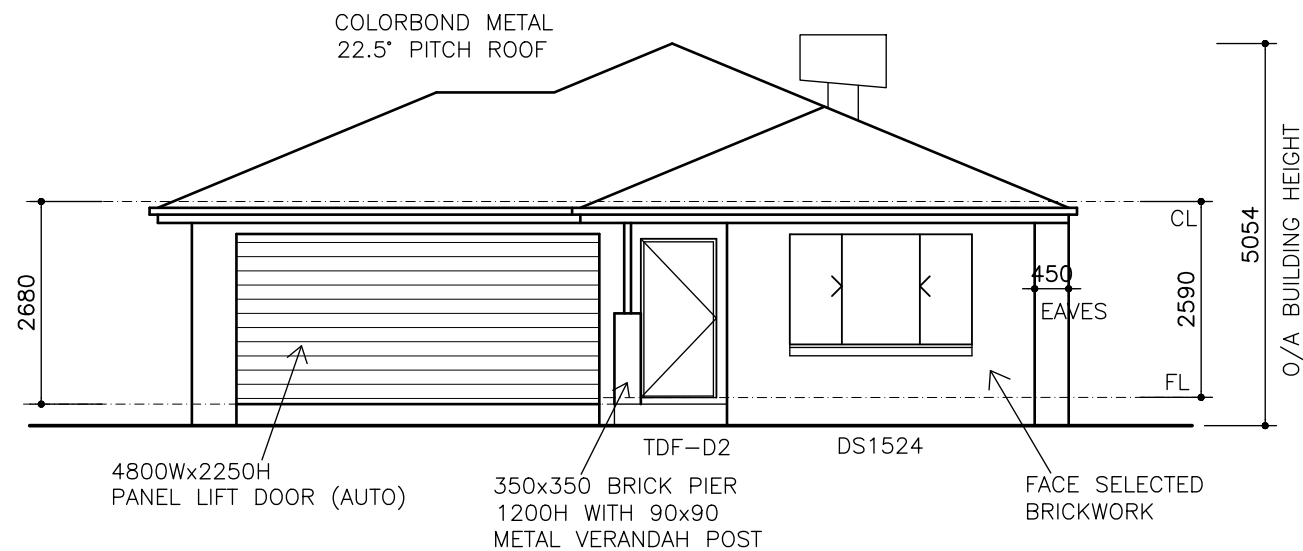 COLORBOND METAL
22.5° PITCH ROOF
2680
CL
450
EAVES
2590
FL
5054
O/A BUILDING HEIGHT
TDF-D2
DS1524
4800Wx2250H
PANEL LIFT DOOR (AUTO)
350x350 BRICK PIER
1200H WITH 90x90
METAL VERANDAH POST
FACE SELECTED
BRICKWORK